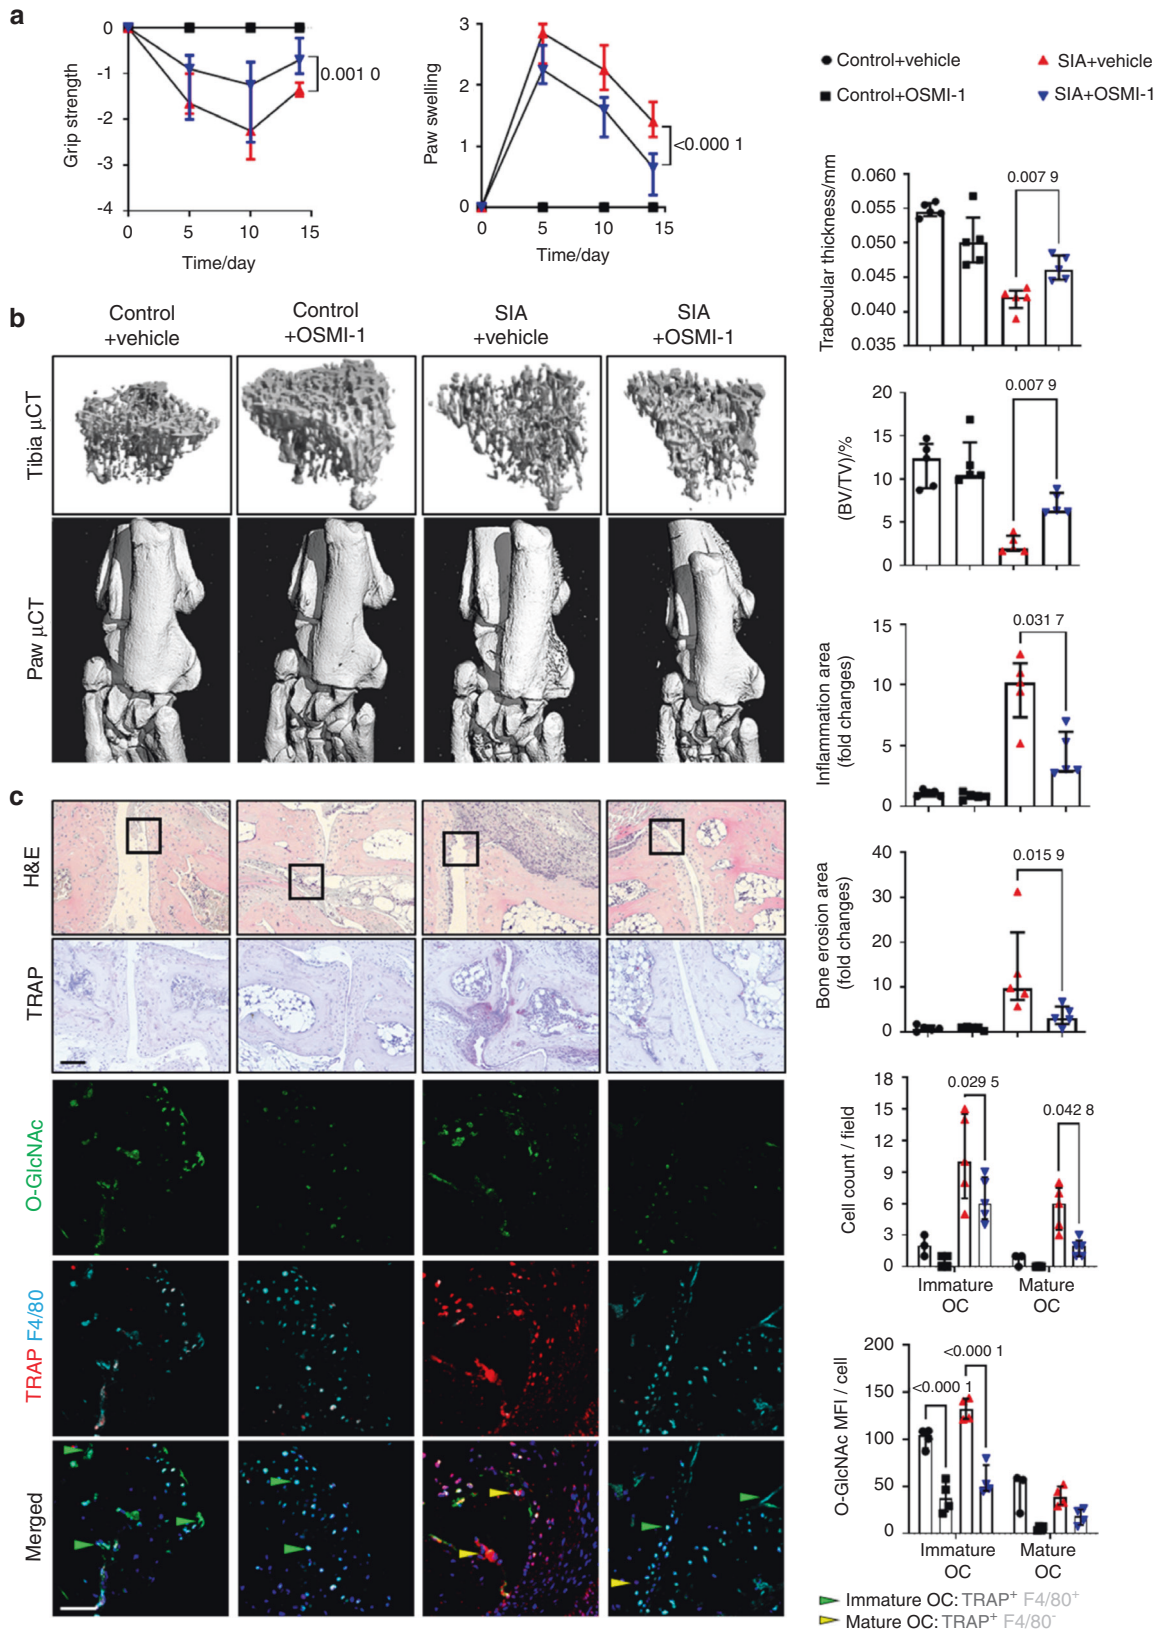 a
0
-1
-2
-3
-4
Grip strength
0.001 0
0 5 10 15
Time/day
3
2
1
0
Paw swelling
<0.000 1
0 5 10 15
Time/day
Control+vehicle
SIA+vehicle
Control+OSMI-1
SIA+OSMI-1
b
Control
+vehicle
Control
+OSMI-1
SIA
+vehicle
SIA
+OSMI-1
Tibia µCT
Paw µCT
c
H&E
TRAP
O-GlcNAc
TRAP F4/80
Merged
Trabecular thickness/mm
0.060
0.055
0.050
0.045
0.040
0.035
0.007 9
(BV/TV)/%
20
15
10
5
0
0.007 9
Inflammation area
(fold changes)
15
10
5
0
0.031 7
Bone erosion area
(fold changes)
40
30
20
10
0
0.015 9
Cell count / field
18
15
12
9
6
3
0
0.029 5
0.042 8
Immature
OC
Mature
OC
O-GlcNAc MFI / cell
200
150
100
50
0
<0.000 1
<0.000 1
Immature
OC
Mature
OC
Immature OC: TRAP⁺ F4/80⁺
Mature OC: TRAP⁺ F4/80⁻